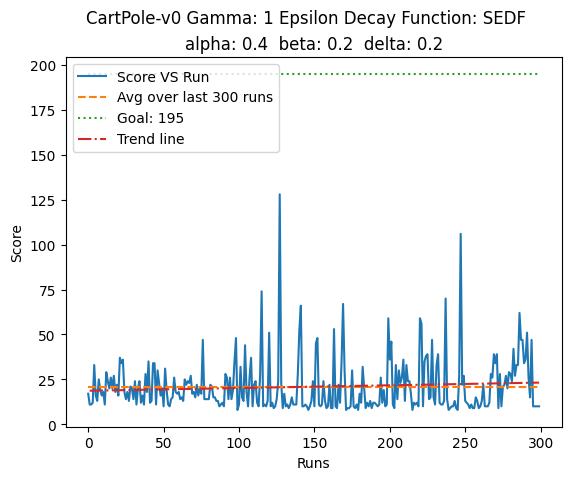 CartPole-v0 Gamma: 1 Epsilon Decay Function: SEDF
alpha: 0.4 beta: 0.2 delta: 0.2
Score VS Run
Avg over last 300 runs
Goal: 195
Trend line
200
175
150
125
100
75
50
25
0
Score
0
50
100
150
200
250
300
Runs